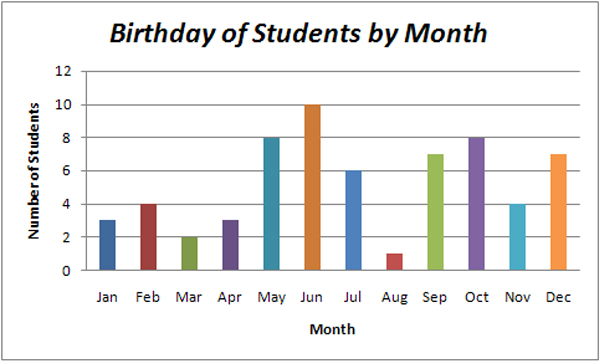 Birthday of Students by Month
Number of Students
12
10
8
6
4
2
0
Jan Feb Mar Apr May Jun Jul Aug Sep Oct Nov Dec
Month